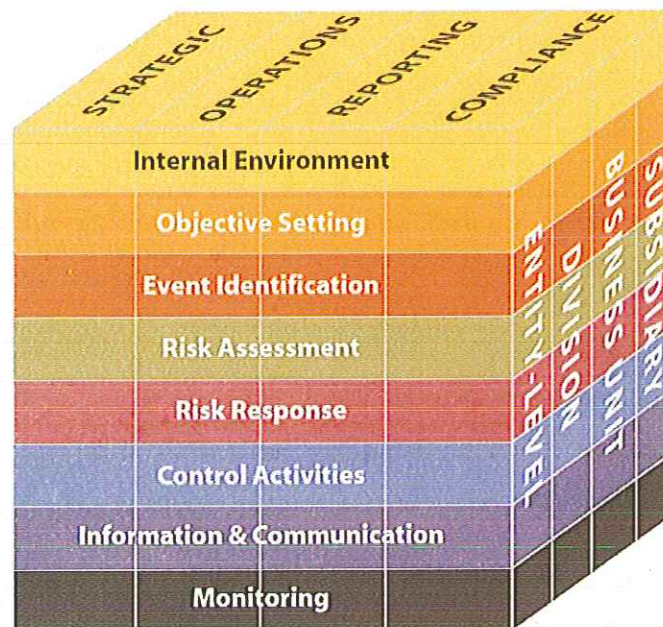 STRATEGIC
OPERATIONS
REPORTING
COMPLIANCE
Internal Environment
Objective Setting
Event Identification
Risk Assessment
Risk Response
Control Activities
Information & Communication
Monitoring
ENTITY-LEVEL
DIVISION
BUSINESS UNIT
SUBSIDIARY